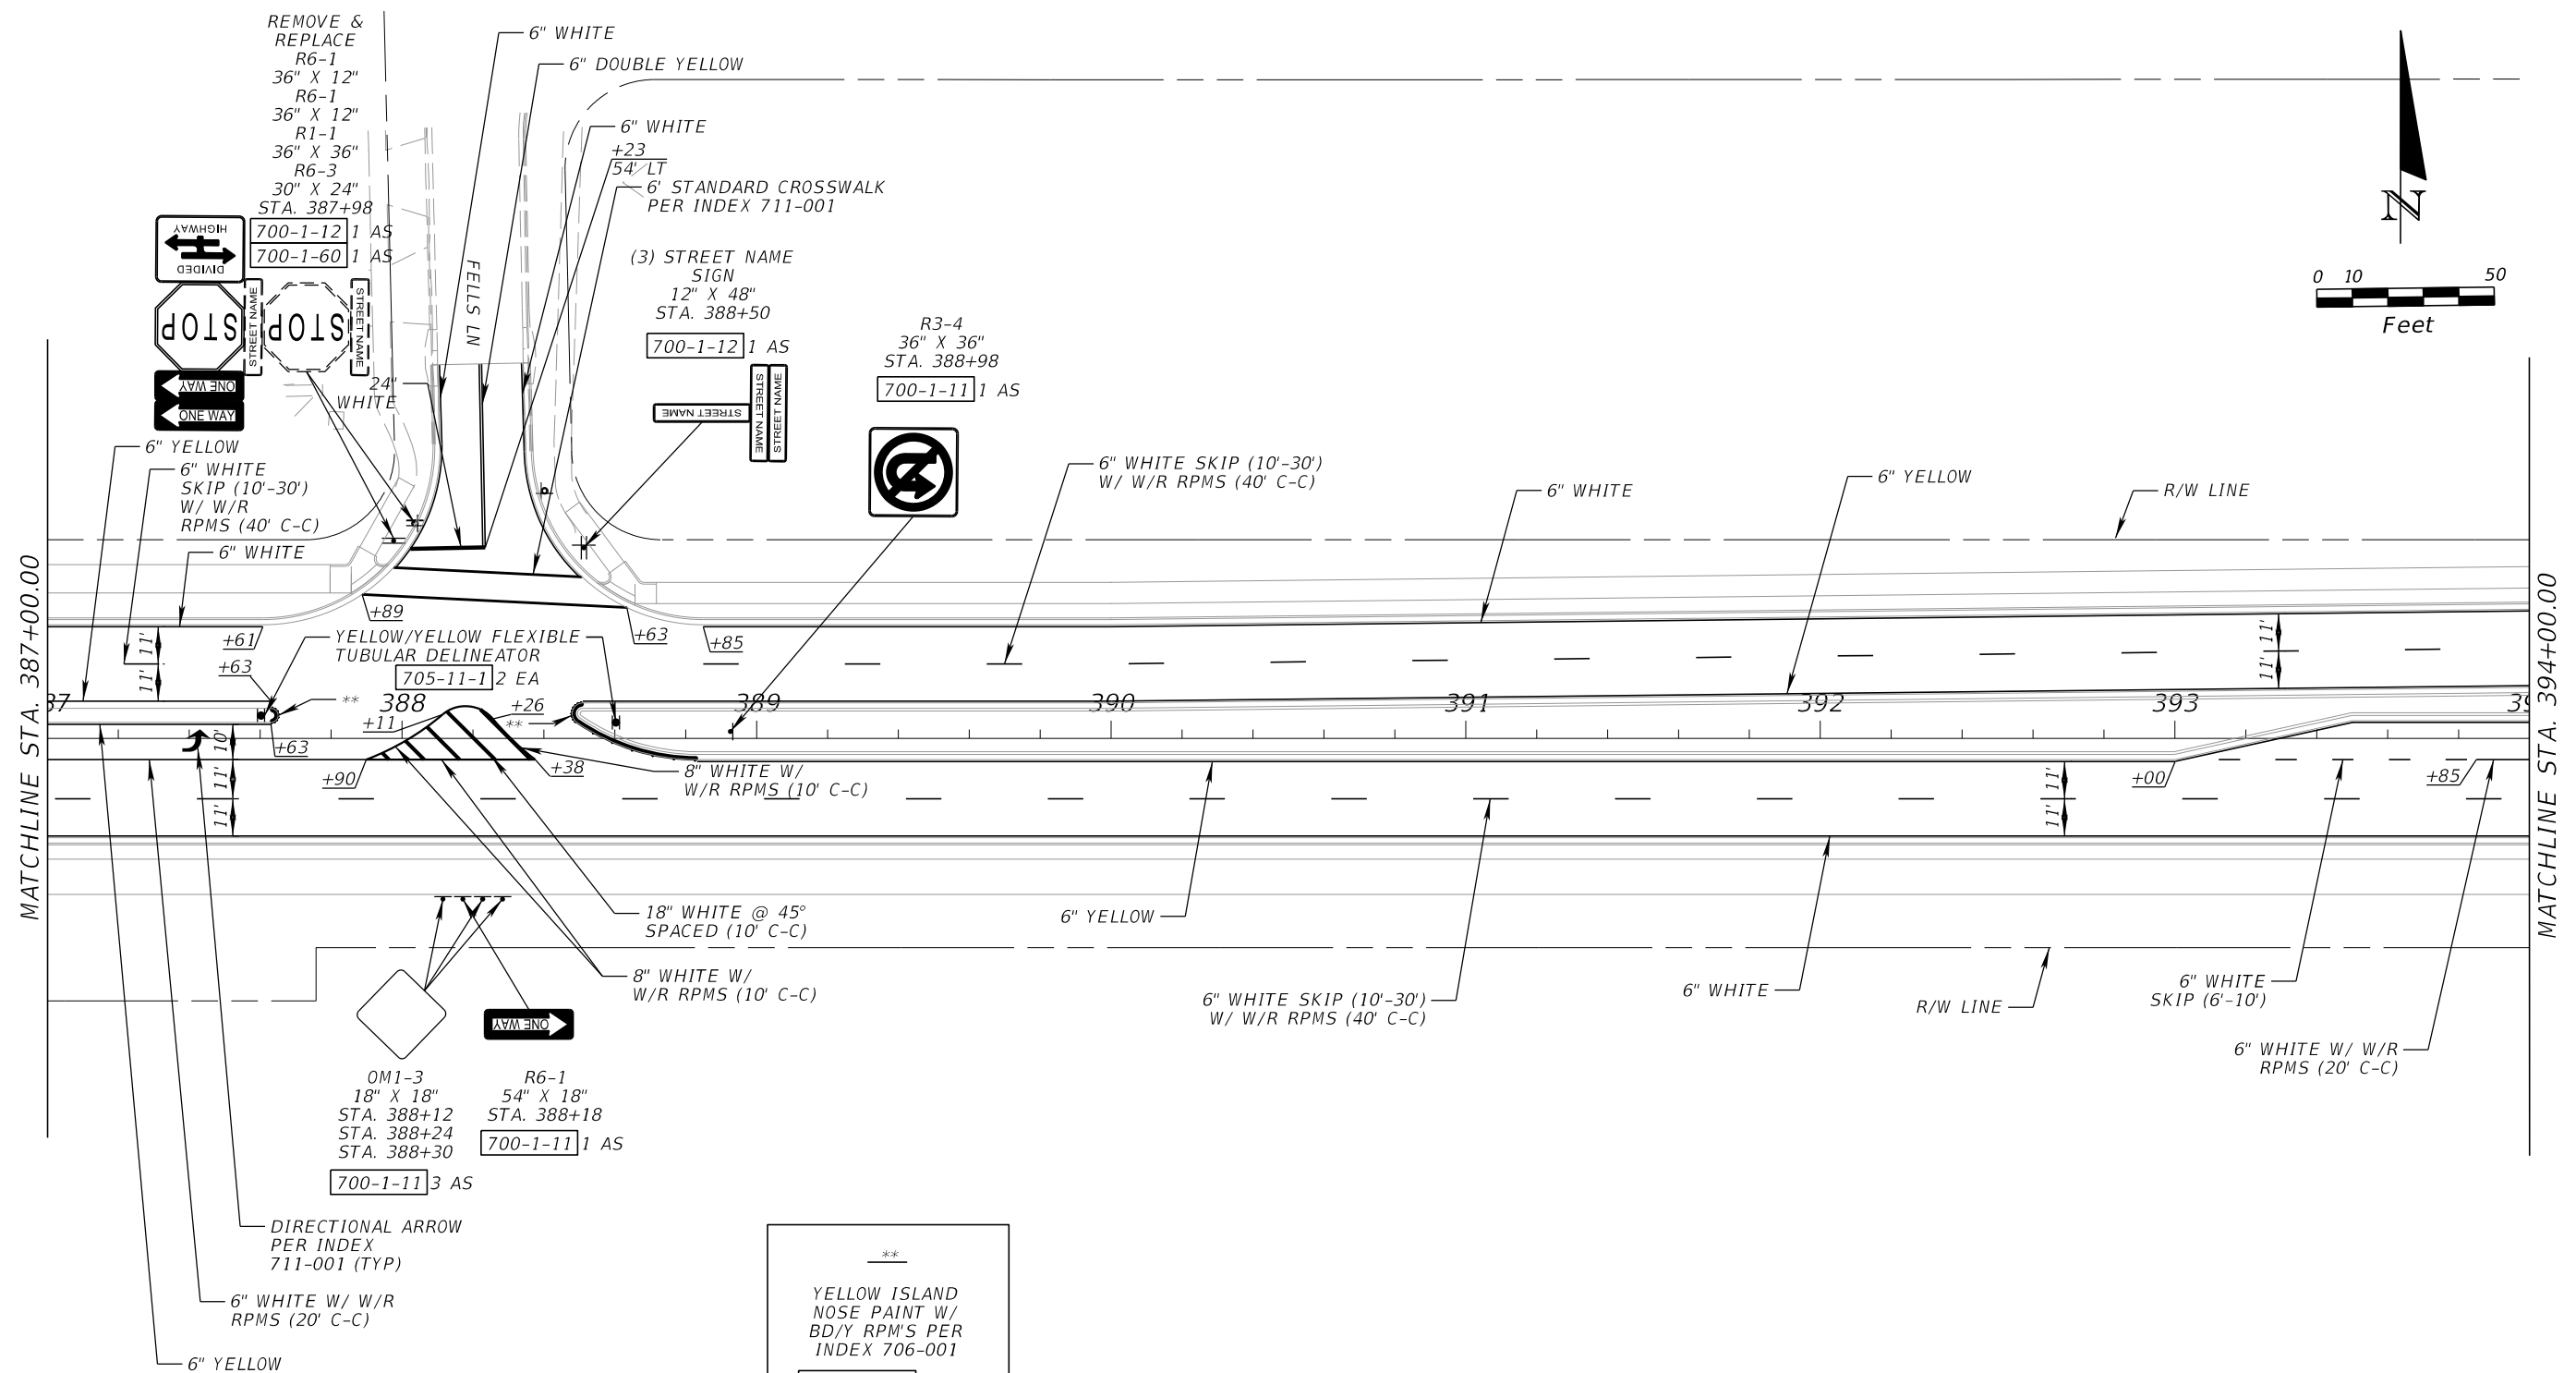 REMOVE &
REPLACE
R6-1
36" X 12"
R6-1
36" X 12"
R1-1
36" X 36"
R6-3
30" X 24"
STA. 387+98
700-1-12 1 AS
700-1-60 1 AS
DIVIDED
HIGHWAY
STOP
STREET NAME
STOP
STREET NAME
ONE WAY
ONE WAY
6" WHITE
6" DOUBLE YELLOW
6" WHITE
+23
54' LT
6' STANDARD CROSSWALK
PER INDEX 711-001
FELLS LN
24"
WHITE
(3) STREET NAME
SIGN
12" X 48"
STA. 388+50
700-1-12 1 AS
STREET NAME
STREET NAME
STREET NAME
R3-4
36" X 36"
STA. 388+98
700-1-11 1 AS
N
0 10 50
Feet
6" YELLOW
6" WHITE
SKIP (10'-30')
W/ W/R
RPMS (40' C-C)
6" WHITE
6" WHITE SKIP (10'-30')
W/ W/R RPMS (40' C-C)
6" WHITE
6" YELLOW
R/W LINE
MATCHLINE STA. 387+00.00
MATCHLINE STA. 394+00.00
+89
+61
+63
+85
+63
11'
11'
YELLOW/YELLOW FLEXIBLE
TUBULAR DELINEATOR
705-11-1 2 EA
**
**
11'
11'
388
389
390
391
392
393
+11
+26
+63
+90
+38
10'
11'
11'
8" WHITE W/
W/R RPMS (10' C-C)
11'
11'
+00
+85
18" WHITE @ 45°
SPACED (10' C-C)
8" WHITE W/
W/R RPMS (10' C-C)
6" YELLOW
6" WHITE SKIP (10'-30')
W/ W/R RPMS (40' C-C)
6" WHITE
R/W LINE
6" WHITE
SKIP (6'-10')
6" WHITE W/ W/R
RPMS (20' C-C)
ONE WAY
OM1-3
18" X 18"
STA. 388+12
STA. 388+24
STA. 388+30
700-1-11 3 AS
R6-1
54" X 18"
STA. 388+18
700-1-11 1 AS
DIRECTIONAL ARROW
PER INDEX
711-001 (TYP)
6" WHITE W/ W/R
RPMS (20' C-C)
6" YELLOW
**
YELLOW ISLAND
NOSE PAINT W/
BD/Y RPM'S PER
INDEX 706-001